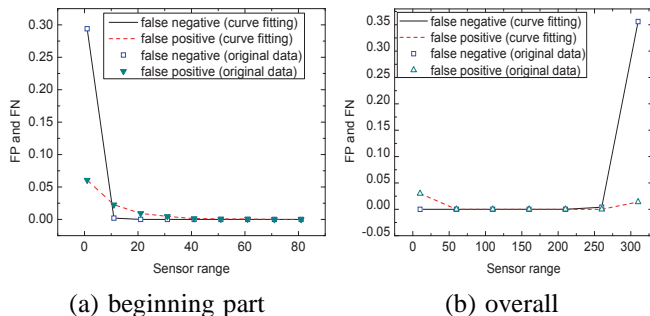 false negative (curve fitting)
false positive (curve fitting)
false negative (original data)
false positive (original data)
0.30
0.25
0.20
0.15
0.10
0.05
0.00
FP and FN
0 20 40 60 80
Sensor range
(a) beginning part
false negative (curve fitting)
false positive (curve fitting)
false negative (original data)
false positive (original data)
0.35
0.30
0.25
0.20
0.15
0.10
0.05
0.00
-0.05
FP and FN
0 50 100 150 200 250 300
Sensor range
(b) overall